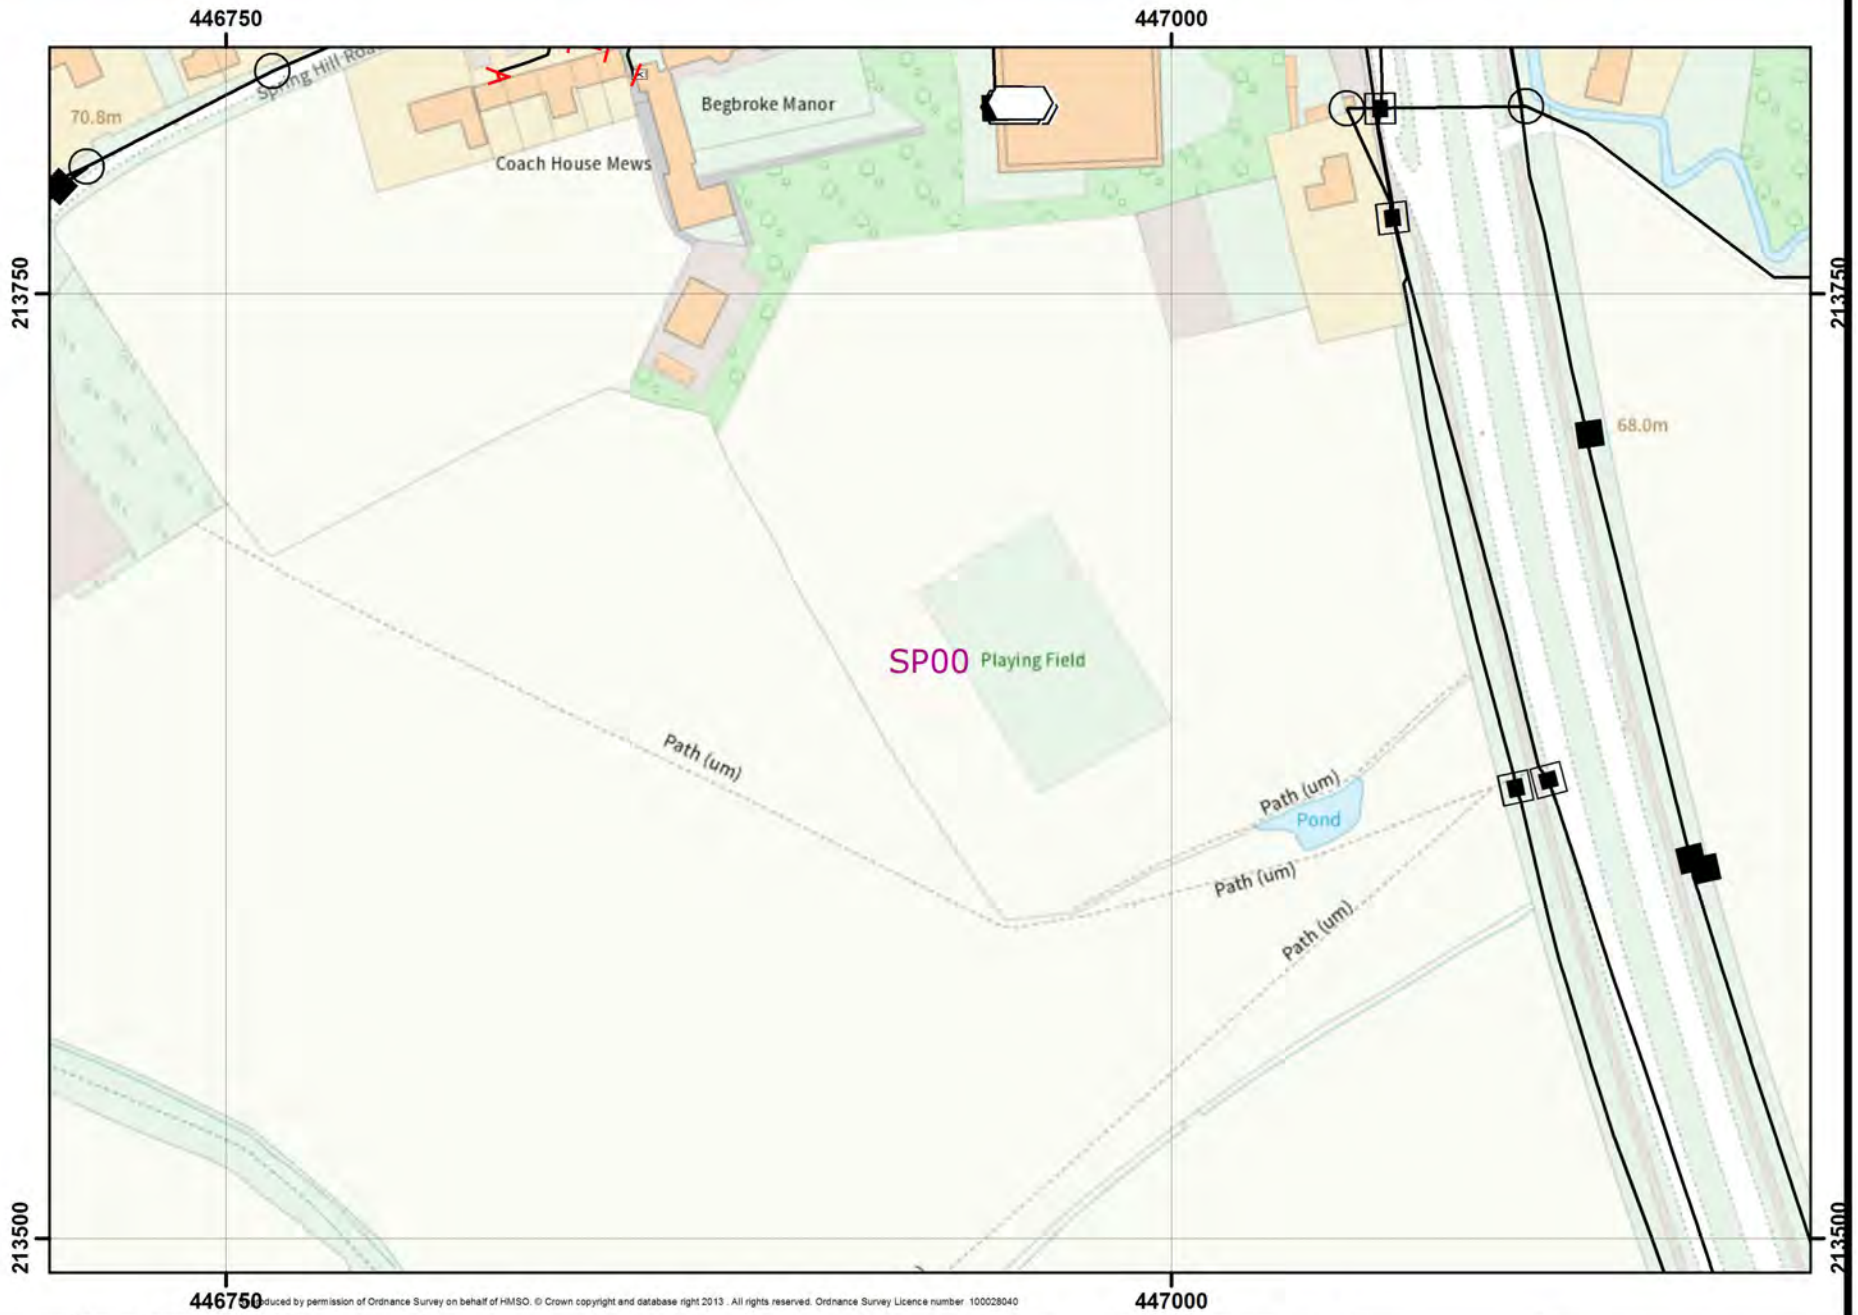 446750
447000
Spring Hill Roa
70.8m
Begbroke Manor
Coach House Mews
213750
213750
68.0m
SP00
Playing Field
Path (um)
Path (um)
Pond
Path (um)
Path (um)
213500
213500
446750
duced by permission of Ordnance Survey on behalf of HMSO. © Crown copyright and database right 2013 . All rights reserved. Ordnance Survey Licence number 100028040
447000